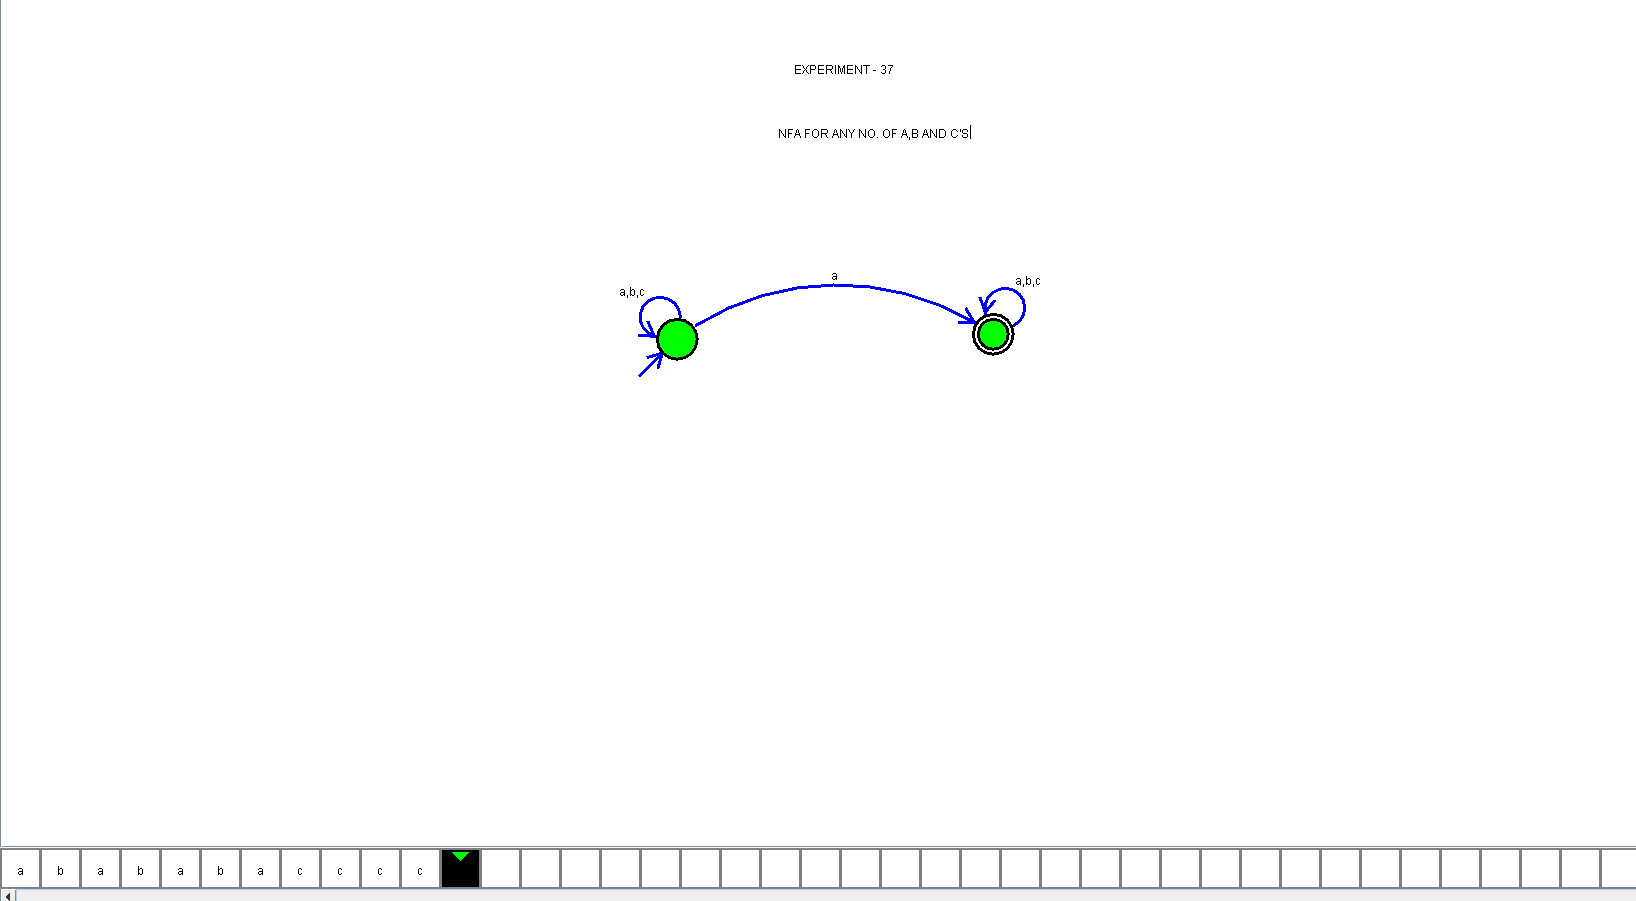 EXPERIMENT - 37
NFA FOR ANY NO. OF A,B AND C'S
a
a,b,c
a,b,c
a b a b a b a c c c c